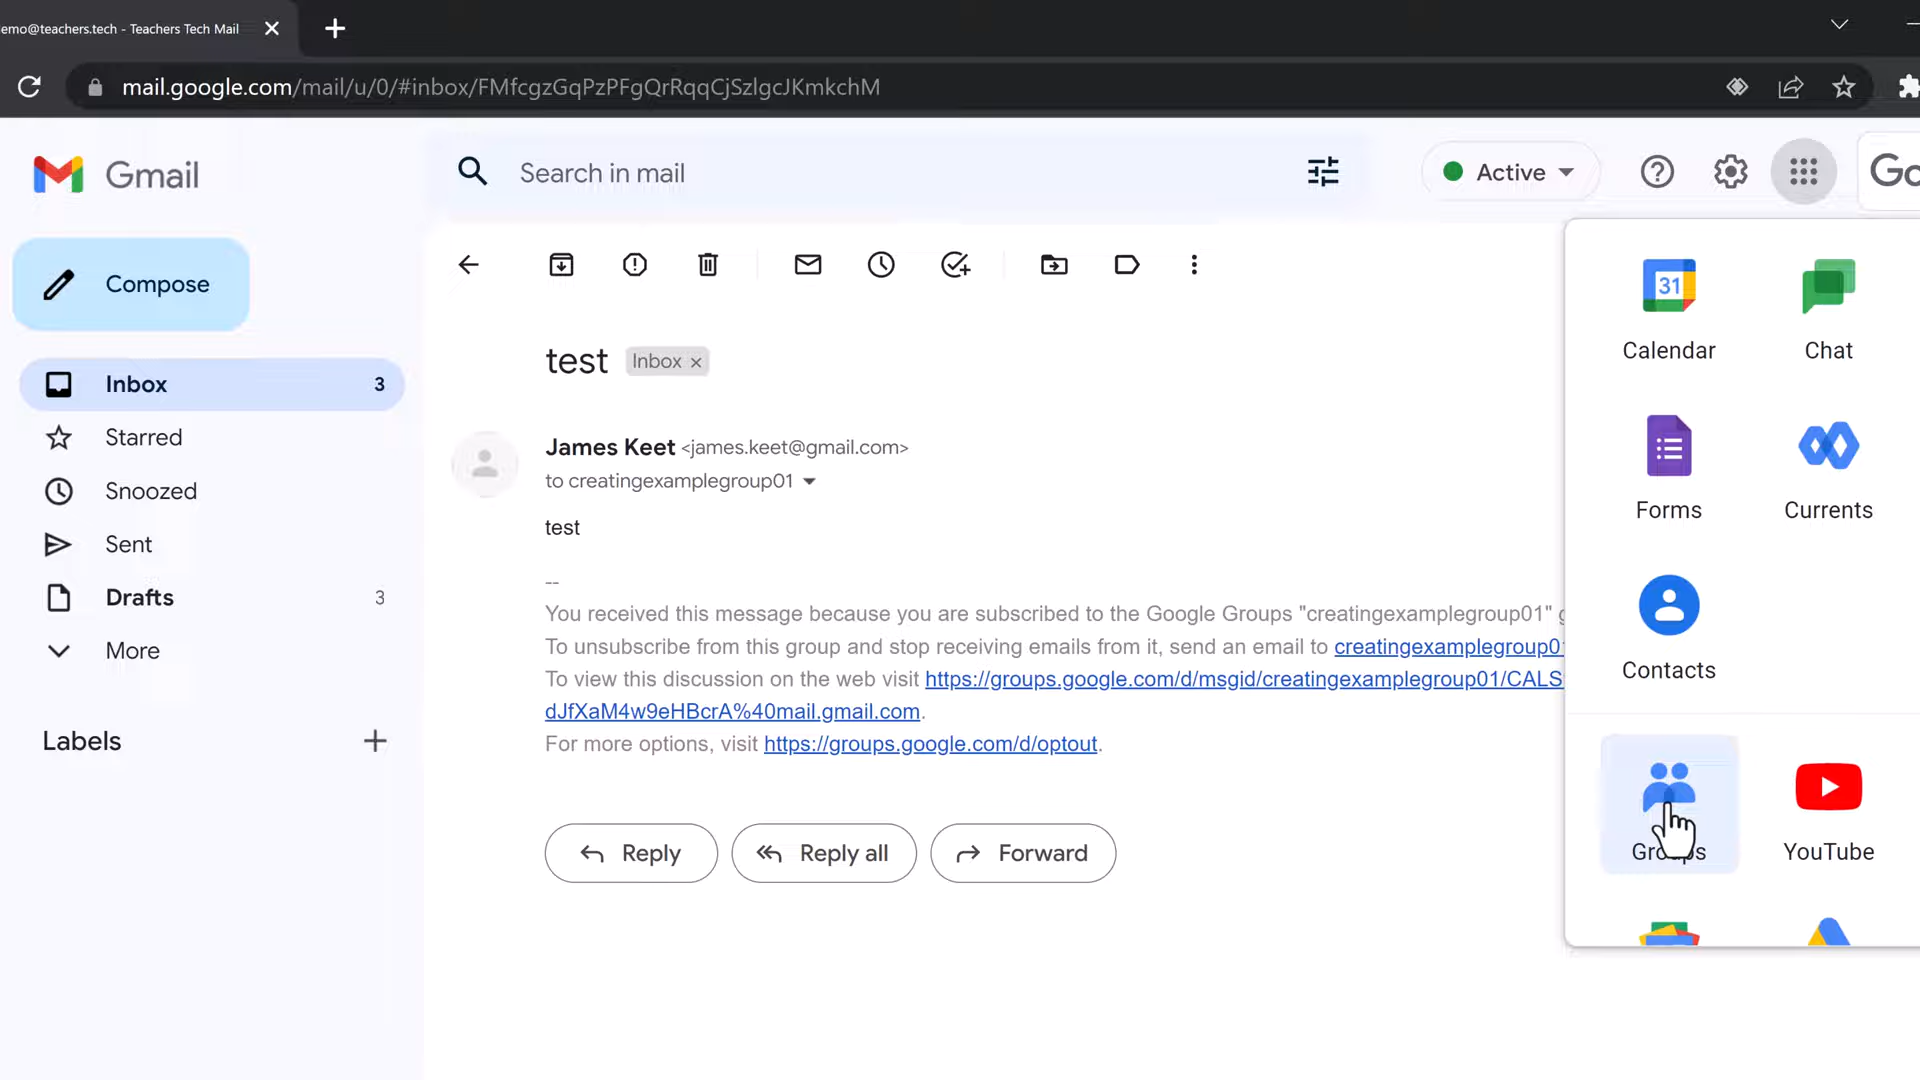 emo@teachers.tech - Teachers Tech Mail
mail.google.com/mail/u/0/#inbox/FMfcgzGqPzPFgQrRqqCjSzlgcJKmkchM
Gmail
Search in mail
Active
Go
Compose
Inbox 3
Starred
Snoozed
Sent
Drafts 3
More
Labels
test Inbox
James Keet <james.keet@gmail.com>
to creatingexamplegroup01
test
--
You received this message because you are subscribed to the Google Groups "creatingexamplegroup01" g
To unsubscribe from this group and stop receiving emails from it, send an email to creatingexamplegroup0
To view this discussion on the web visit https://groups.google.com/d/msgid/creatingexamplegroup01/CALS
dJfXaM4w9eHBcrA%40mail.gmail.com.
For more options, visit https://groups.google.com/d/optout.
Reply
Reply all
Forward
31
Calendar
Chat
Forms
Currents
Contacts
Groups
YouTube